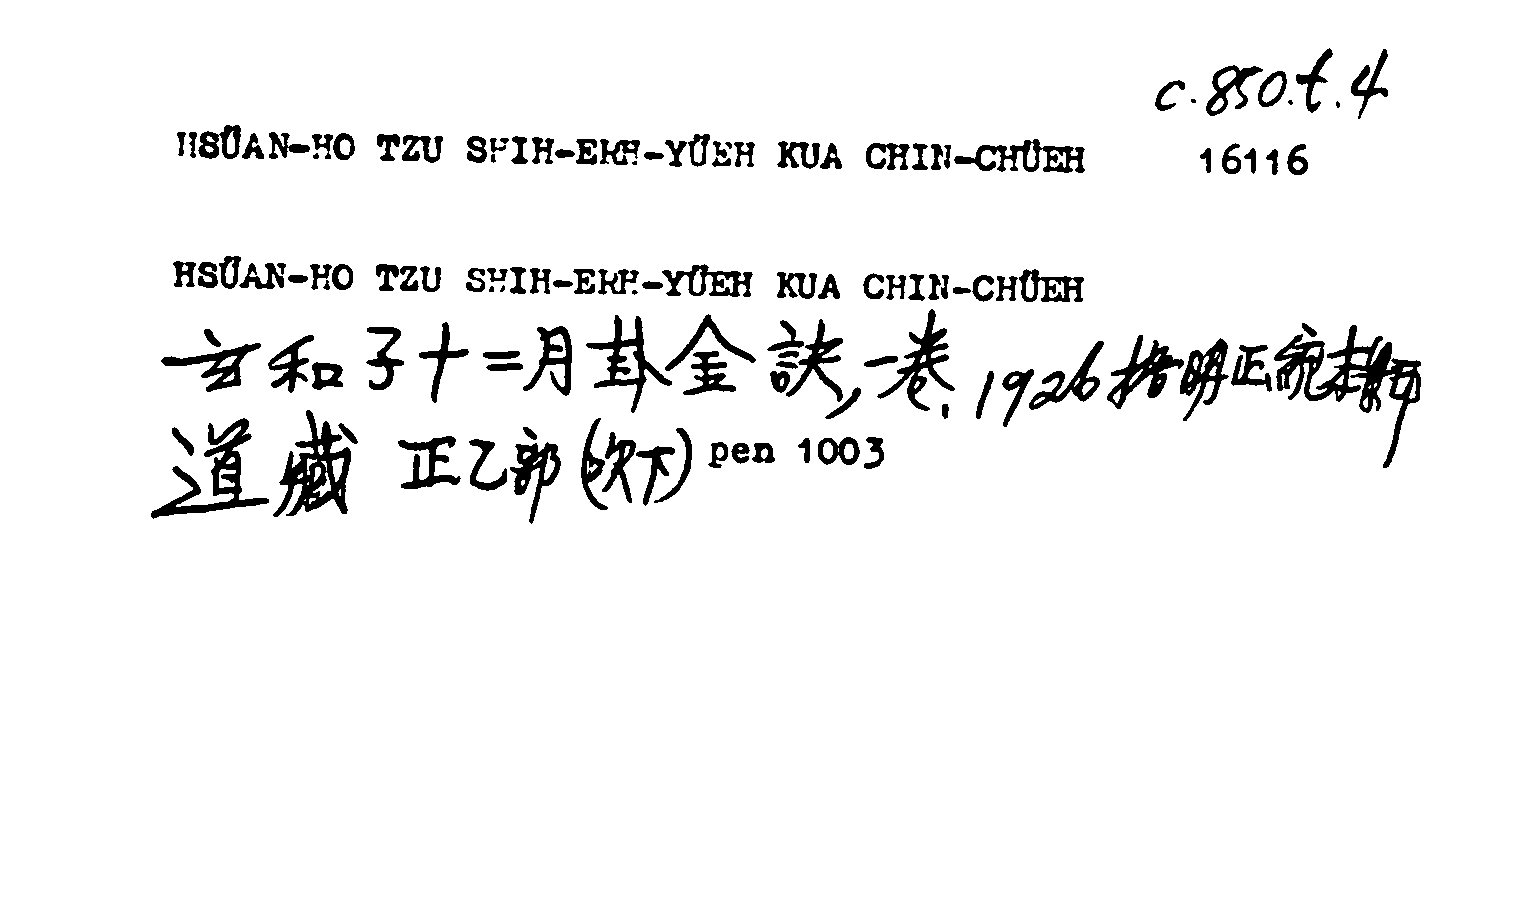 c.850.t.4
HSÜAN-HO TZU SHIH-ERH-YÜEH KUA CHIN-CHÜEH 16116
HSÜAN-HO TZU SHIH-ERH-YÜEH KUA CHIN-CHÜEH
玄和子十二月卦金訣, 一卷. 1926 搭明正統本影印
道藏 正乙部 (吹下) pen 1003